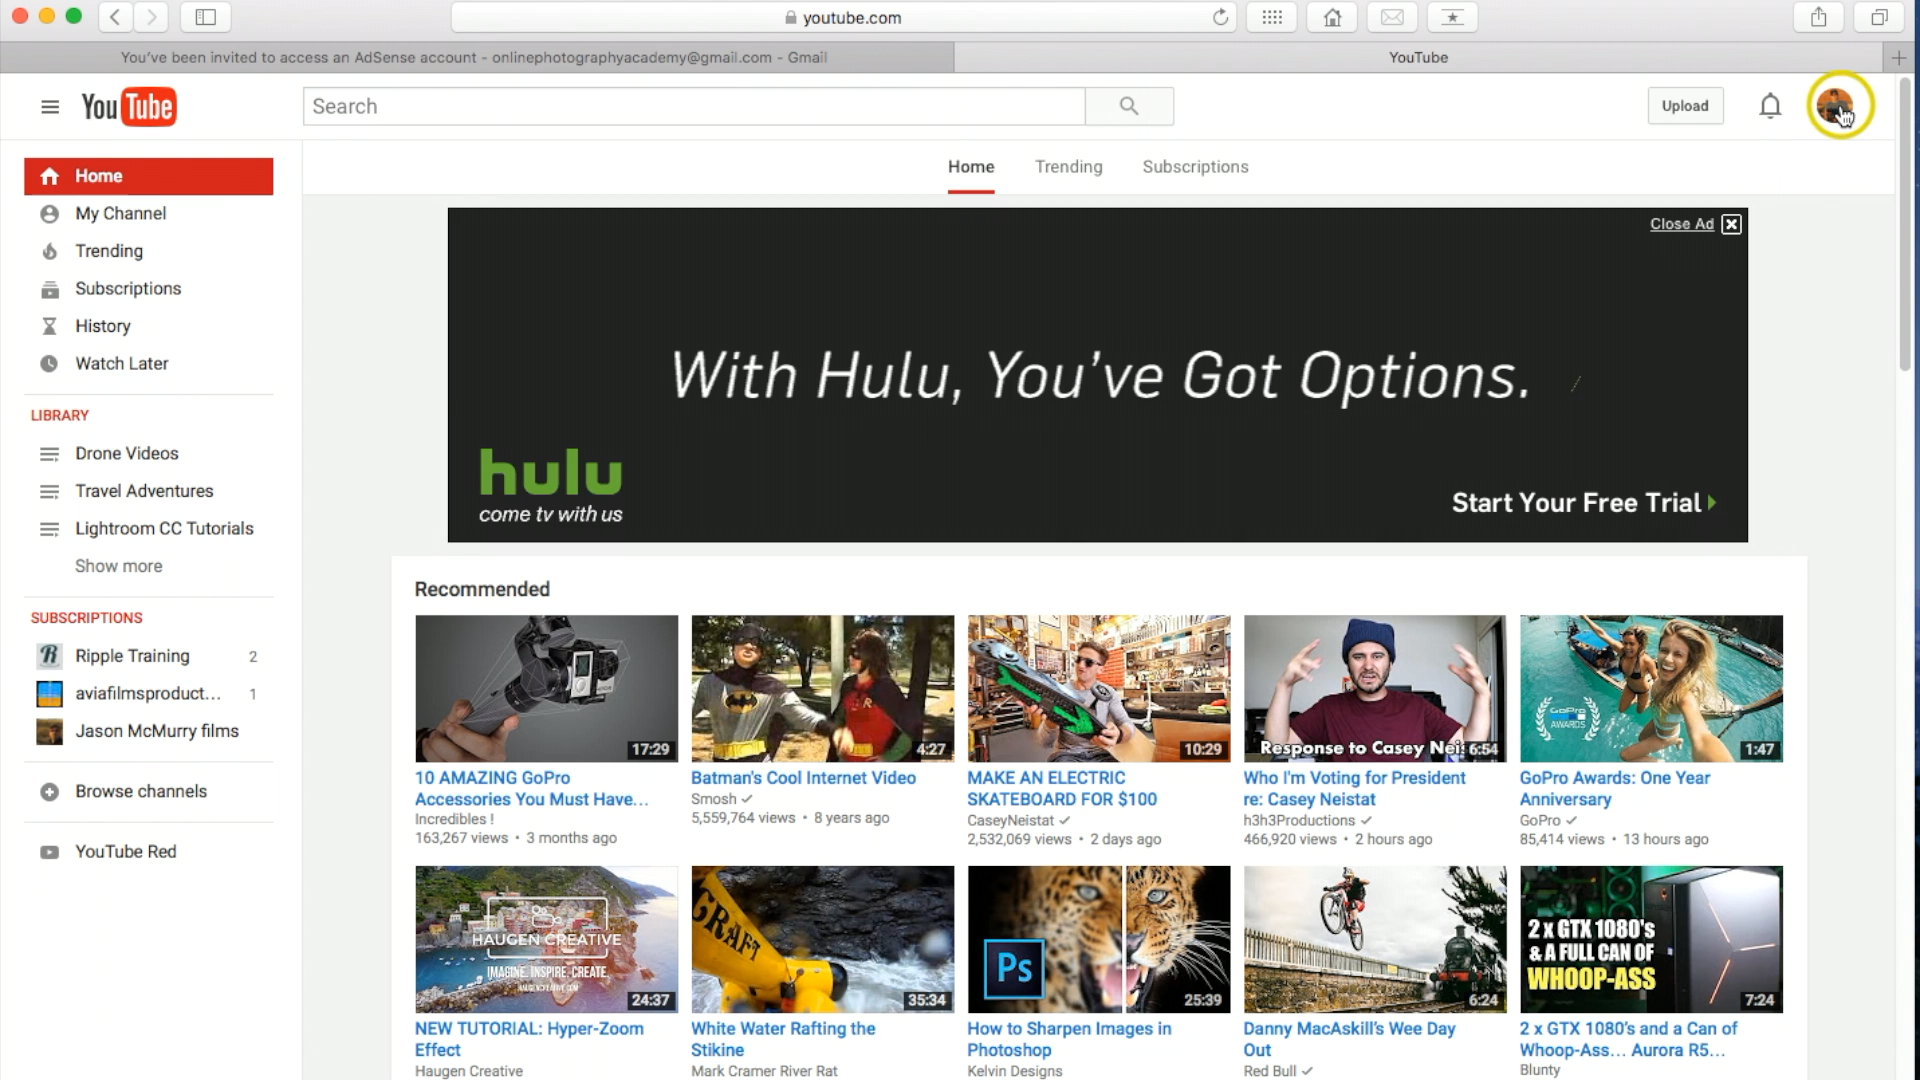 youtube.com
You've been invited to access an AdSense account - onlinephotographyacademy@gmail.com - Gmail
YouTube
YouTube
Search
Upload
Home
Trending
Subscriptions
Home
My Channel
Trending
Subscriptions
History
Watch Later
LIBRARY
Drone Videos
Travel Adventures
Lightroom CC Tutorials
Show more
SUBSCRIPTIONS
Ripple Training 2
aviafilmsproduct... 1
Jason McMurry films
Browse channels
YouTube Red
Close Ad
With Hulu, You've Got Options.
hulu
come tv with us
Start Your Free Trial
Recommended
17:29
10 AMAZING GoPro
Accessories You Must Have...
Incredibles !
163,267 views • 3 months ago
R
4:27
Batman's Cool Internet Video
Smosh
5,559,764 views • 8 years ago
10:29
MAKE AN ELECTRIC
SKATEBOARD FOR $100
CaseyNeistat
2,532,069 views • 2 days ago
Response to Casey Neis
6:54
Who I'm Voting for President
re: Casey Neistat
h3h3Productions
466,920 views • 2 hours ago
GoPro
AWARDS
1:47
GoPro Awards: One Year
Anniversary
GoPro
85,414 views • 13 hours ago
HAUGEN CREATIVE
IMAGINE. INSPIRE. CREATE.
HAUGENCREATIVE.COM
24:37
NEW TUTORIAL: Hyper-Zoom
Effect
Haugen Creative
CRAFT
35:34
White Water Rafting the
Stikine
Mark Cramer River Rat
Ps
25:39
How to Sharpen Images in
Photoshop
Kelvin Designs
6:24
Danny MacAskill's Wee Day
Out
Red Bull
2 x GTX 1080's
& A FULL CAN OF
WHOOP-ASS
7:24
2 x GTX 1080's and a Can of
Whoop-Ass... Aurora R5...
Blunty